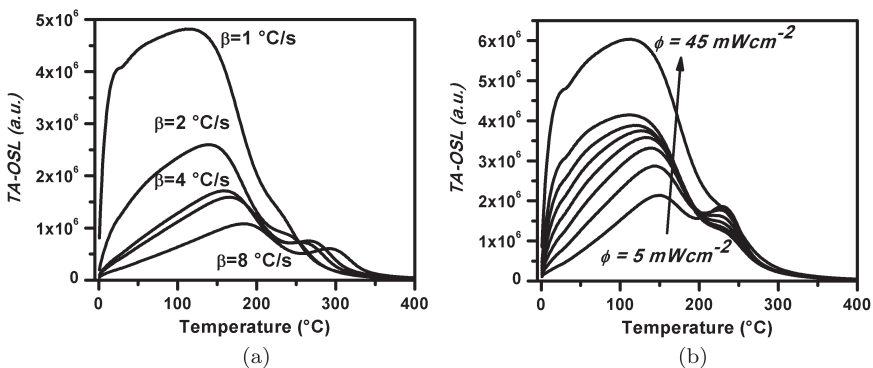 (a)
5x10⁶
4x10⁶
3x10⁶
2x10⁶
1x10⁶
0
TA-OSL (a.u.)
β=1 °C/s
β=2 °C/s
β=4 °C/s
β=8 °C/s
0 100 200 300 400
Temperature (°C)
(a)
(b)
6x10⁶
5x10⁶
4x10⁶
3x10⁶
2x10⁶
1x10⁶
0
TA-OSL (a.u.)
ϕ = 45 mWcm⁻²
ϕ = 5 mWcm⁻²
0 100 200 300 400
Temperature (°C)
(b)